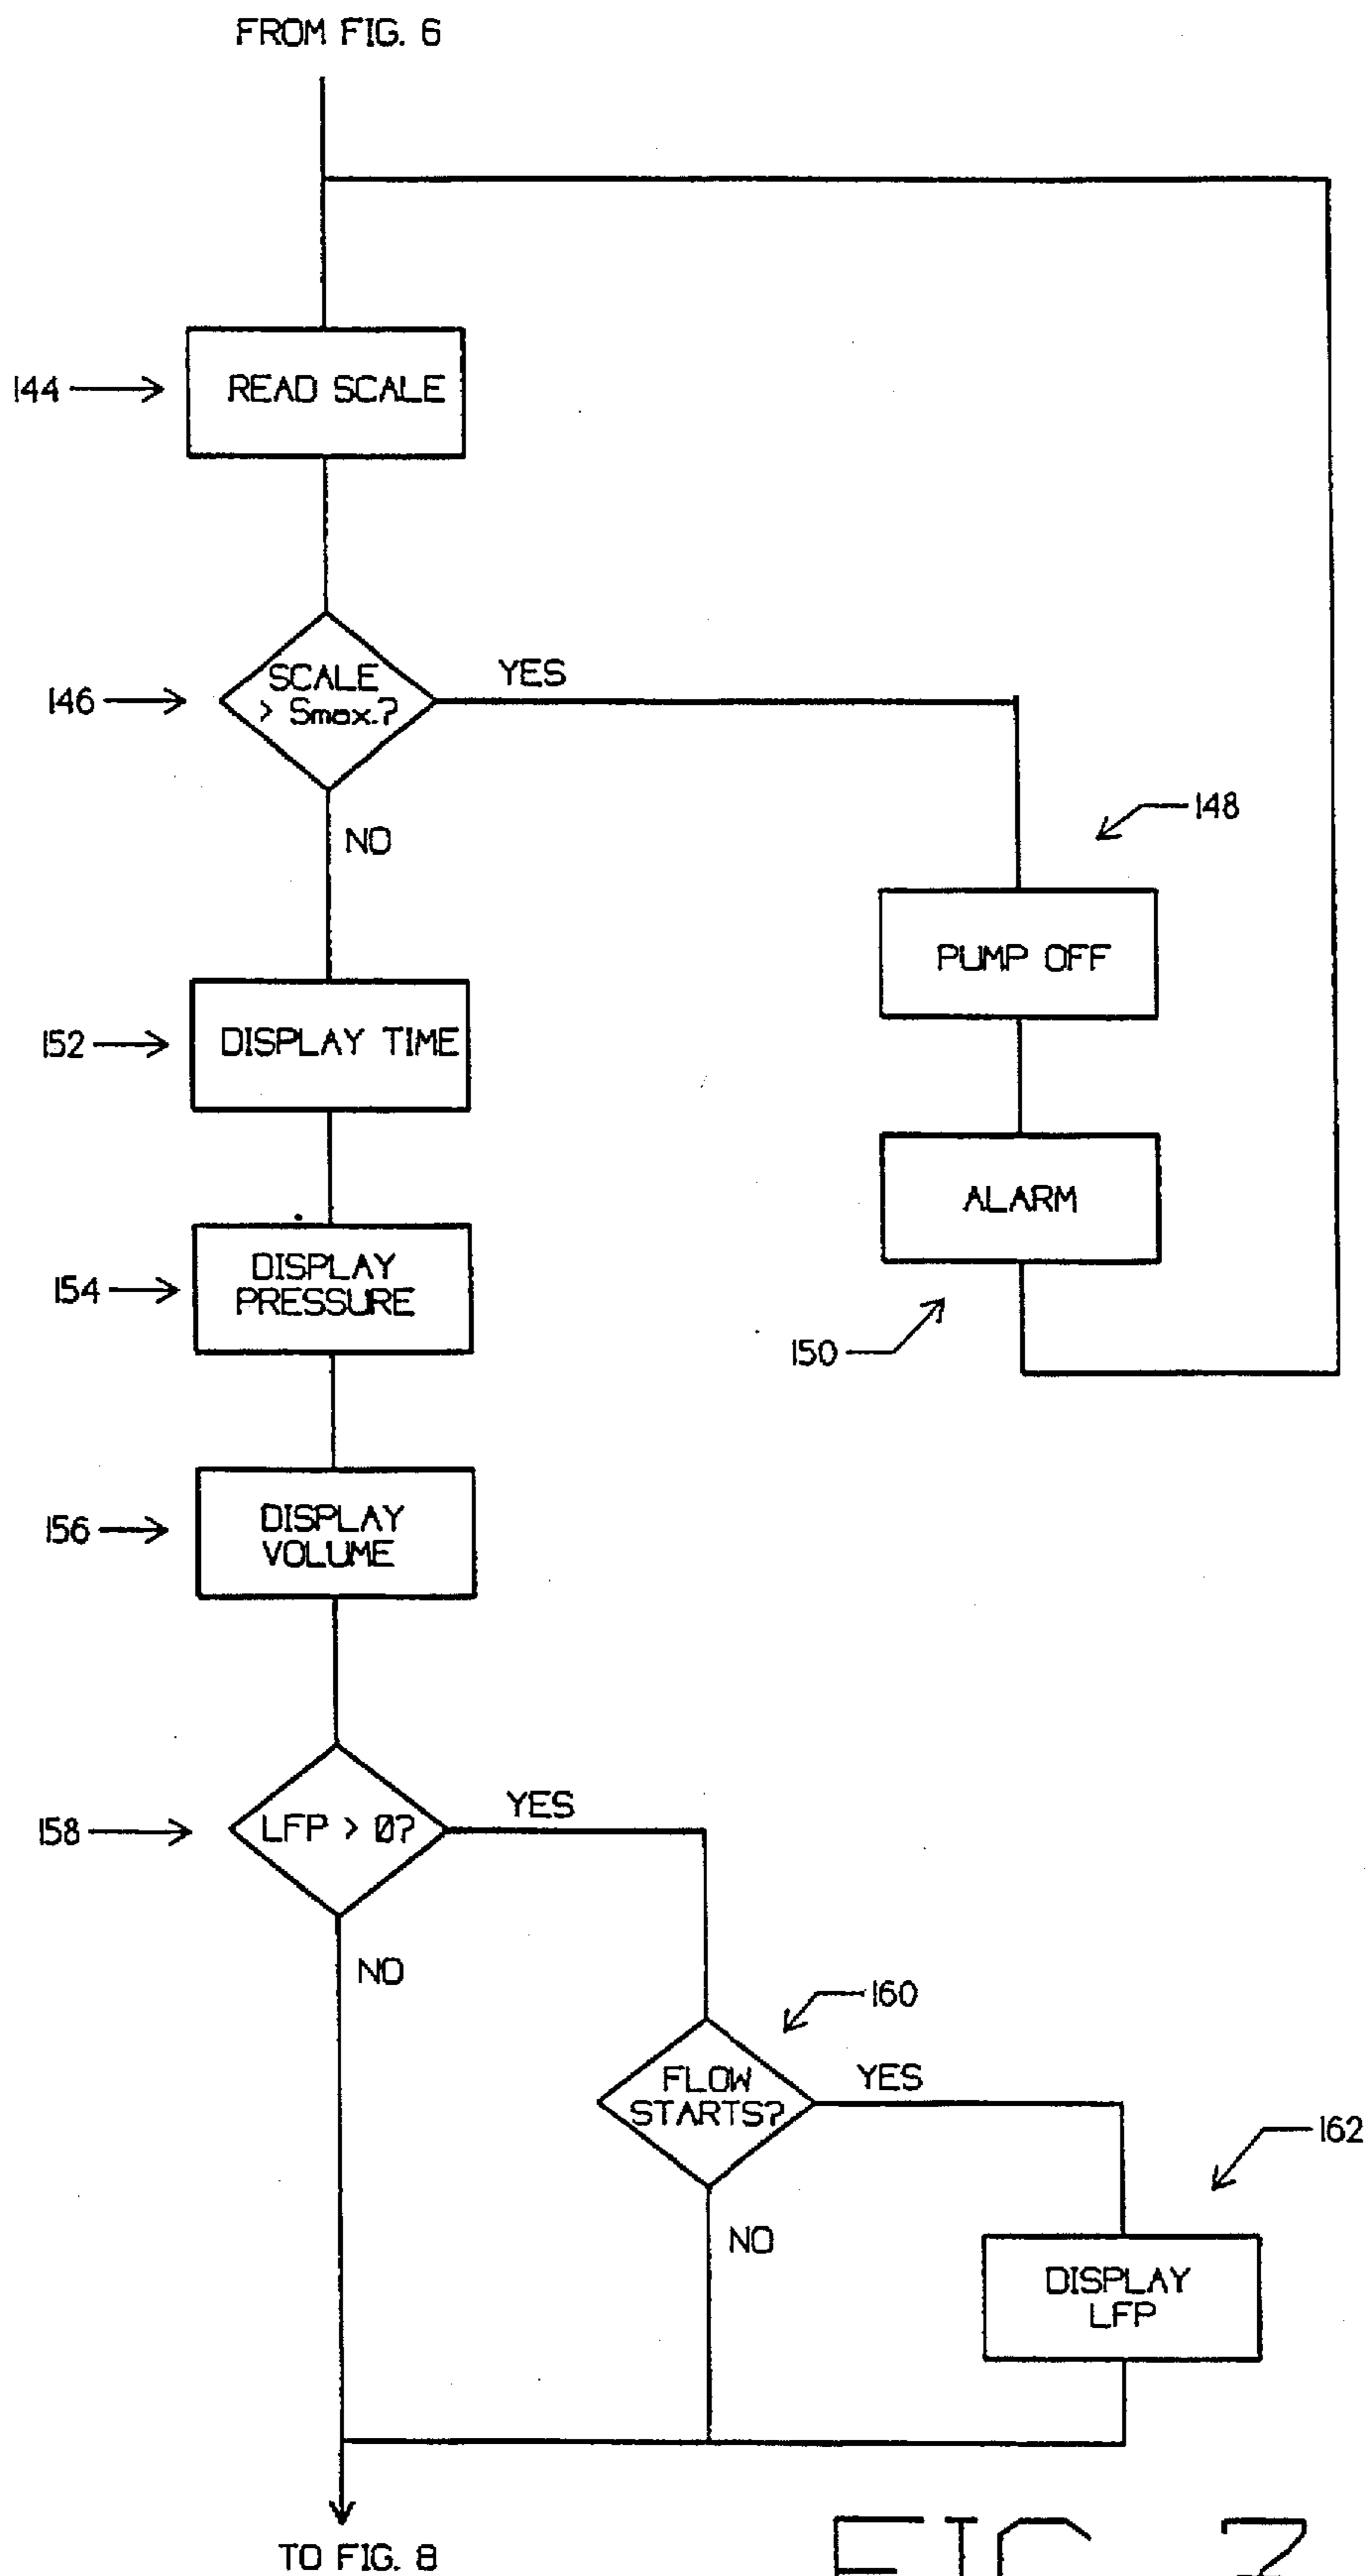 FROM FIG. 6
144
READ SCALE
146
SCALE
> Smax.?
YES
NO
148
PUMP OFF
152
DISPLAY TIME
ALARM
150
154
DISPLAY
PRESSURE
156
DISPLAY
VOLUME
158
LFP > 0?
YES
NO
160
FLOW
STARTS?
YES
NO
162
DISPLAY
LFP
TO FIG. 8